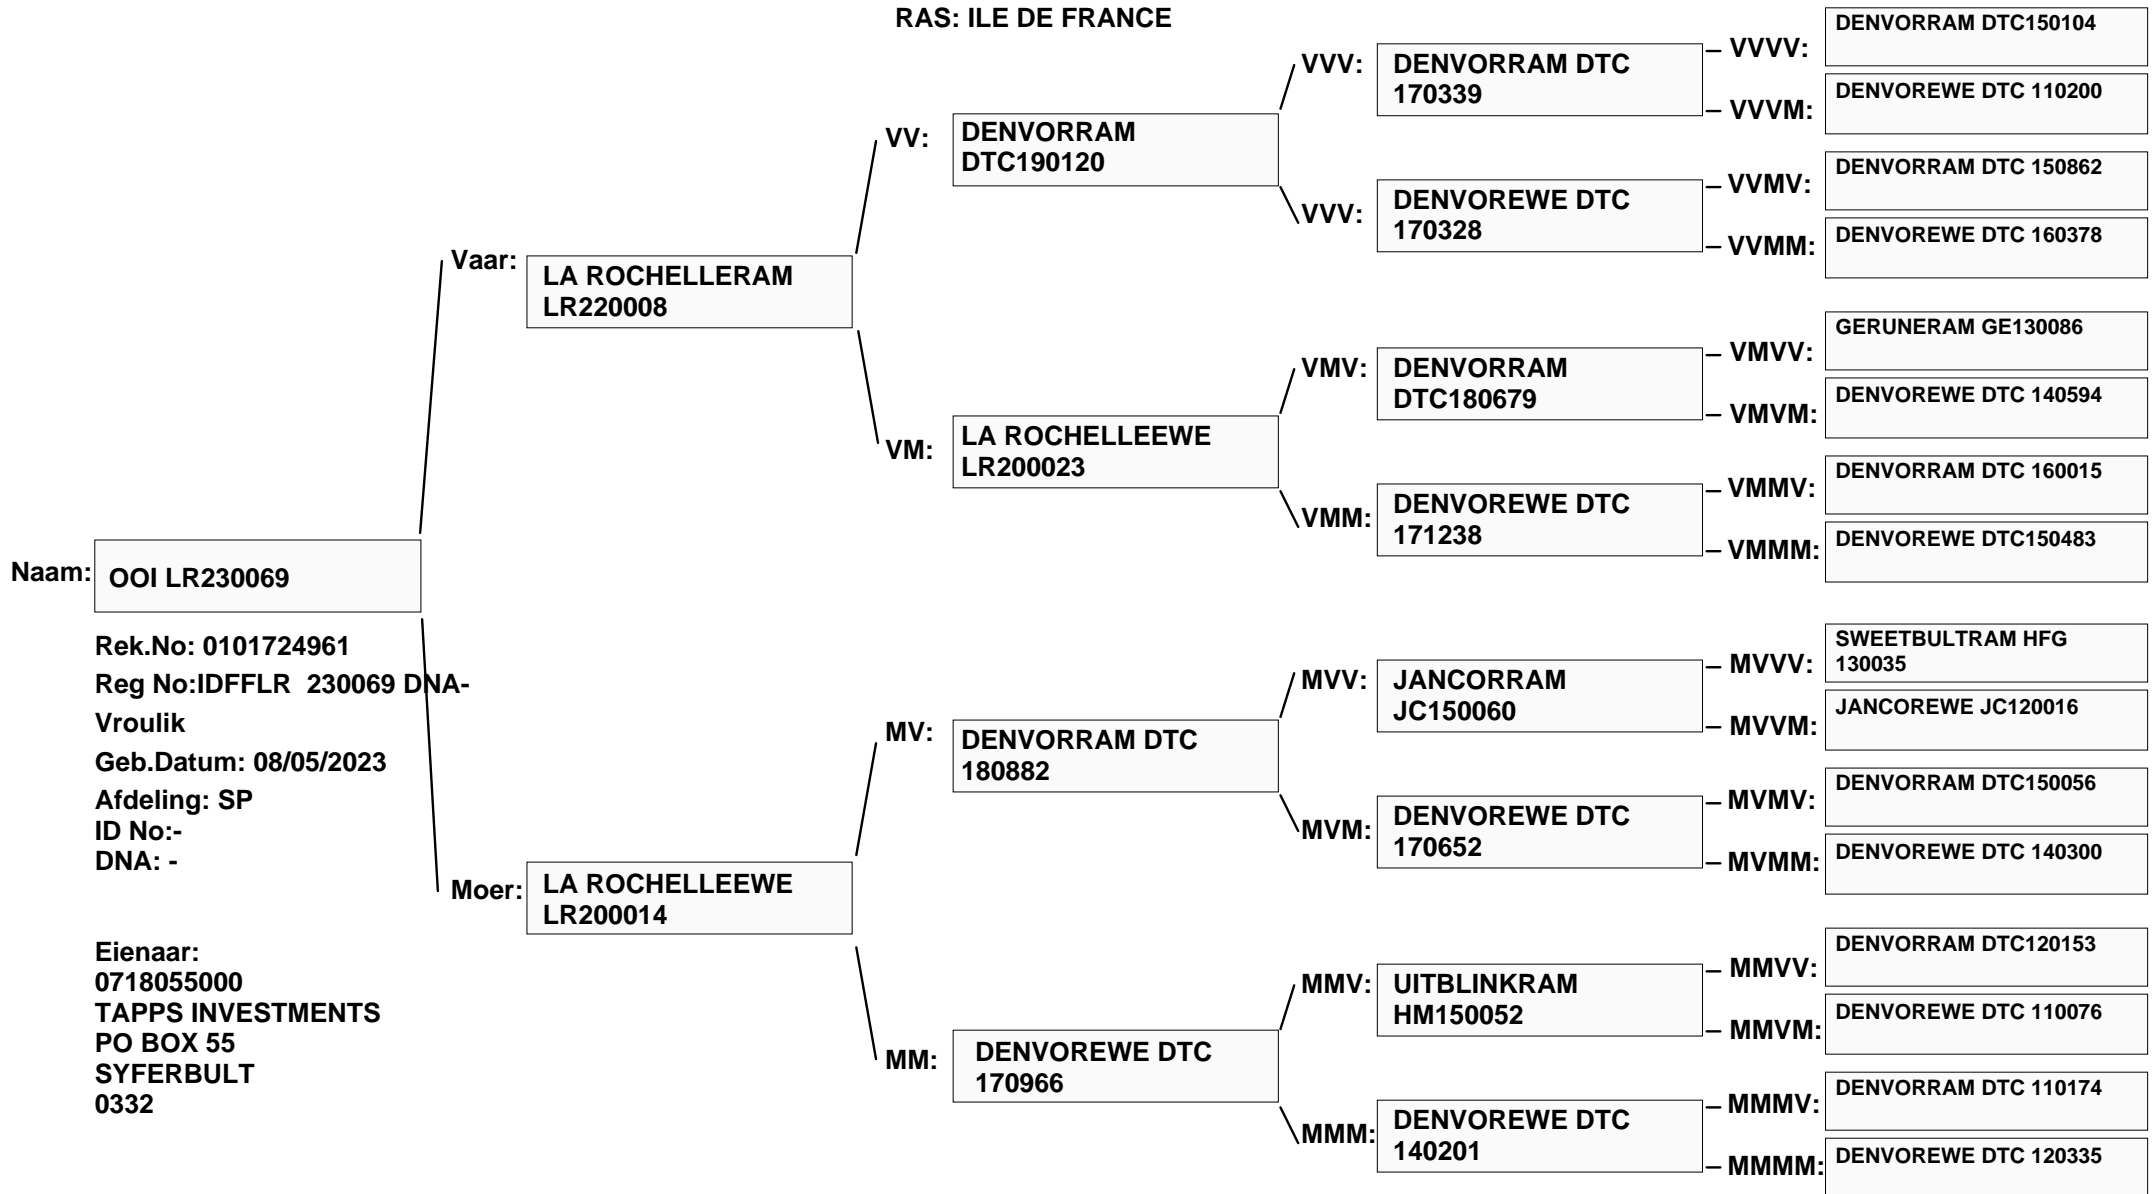 RAS: ILE DE FRANCE
Naam:
OOI LR230069
Rek.No: 0101724961
Reg No:IDFFLR  230069 DNA-
Vroulik
Geb.Datum: 08/05/2023
Afdeling: SP
ID No:-
DNA: -
Eienaar:
0718055000
TAPPS INVESTMENTS
PO BOX 55
SYFERBULT
0332
Vaar:
LA ROCHELLERAM
LR220008
Moer:
LA ROCHELLEEWE
LR200014
VV:
DENVORRAM
DTC190120
VM:
LA ROCHELLEEWE
LR200023
MV:
DENVORRAM DTC
180882
MM:
DENVOREWE DTC
170966
VVV:
DENVORRAM DTC
170339
VVV:
DENVOREWE DTC
170328
VMV:
DENVORRAM
DTC180679
VMM:
DENVOREWE DTC
171238
MVV:
JANCORRAM
JC150060
MVM:
DENVOREWE DTC
170652
MMV:
UITBLINKRAM
HM150052
MMM:
DENVOREWE DTC
140201
VVVV:
DENVORRAM DTC150104
VVVM:
DENVOREWE DTC 110200
VVMV:
DENVORRAM DTC 150862
VVMM:
DENVOREWE DTC 160378
VMVV:
GERUNERAM GE130086
VMVM:
DENVOREWE DTC 140594
VMMV:
DENVORRAM DTC 160015
VMMM:
DENVOREWE DTC150483
MVVV:
SWEETBULTRAM HFG
130035
MVVM:
JANCOREWE JC120016
MVMV:
DENVORRAM DTC150056
MVMM:
DENVOREWE DTC 140300
MMVV:
DENVORRAM DTC120153
MMVM:
DENVOREWE DTC 110076
MMMV:
DENVORRAM DTC 110174
MMMM:
DENVOREWE DTC 120335